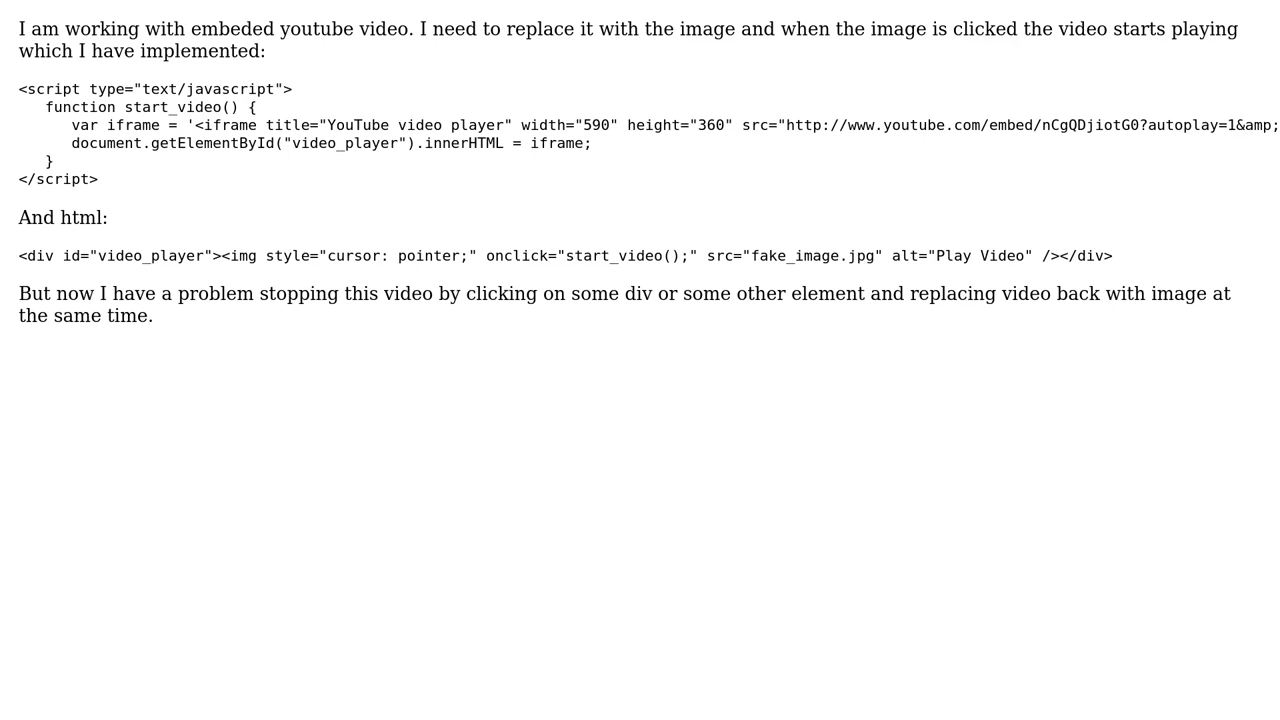 I am working with embeded youtube video. I need to replace it with the image and when the image is clicked the video starts playing
which I have implemented:
<script type="text/javascript">
   function start_video() {
      var iframe = '<iframe title="YouTube video player" width="590" height="360" src="http://www.youtube.com/embed/nCgQDjiotG0?autoplay=1&amp;
      document.getElementById("video_player").innerHTML = iframe;
   }
</script>
And html:
<div id="video_player"><img style="cursor: pointer;" onclick="start_video();" src="fake_image.jpg" alt="Play Video" /></div>
But now I have a problem stopping this video by clicking on some div or some other element and replacing video back with image at
the same time.